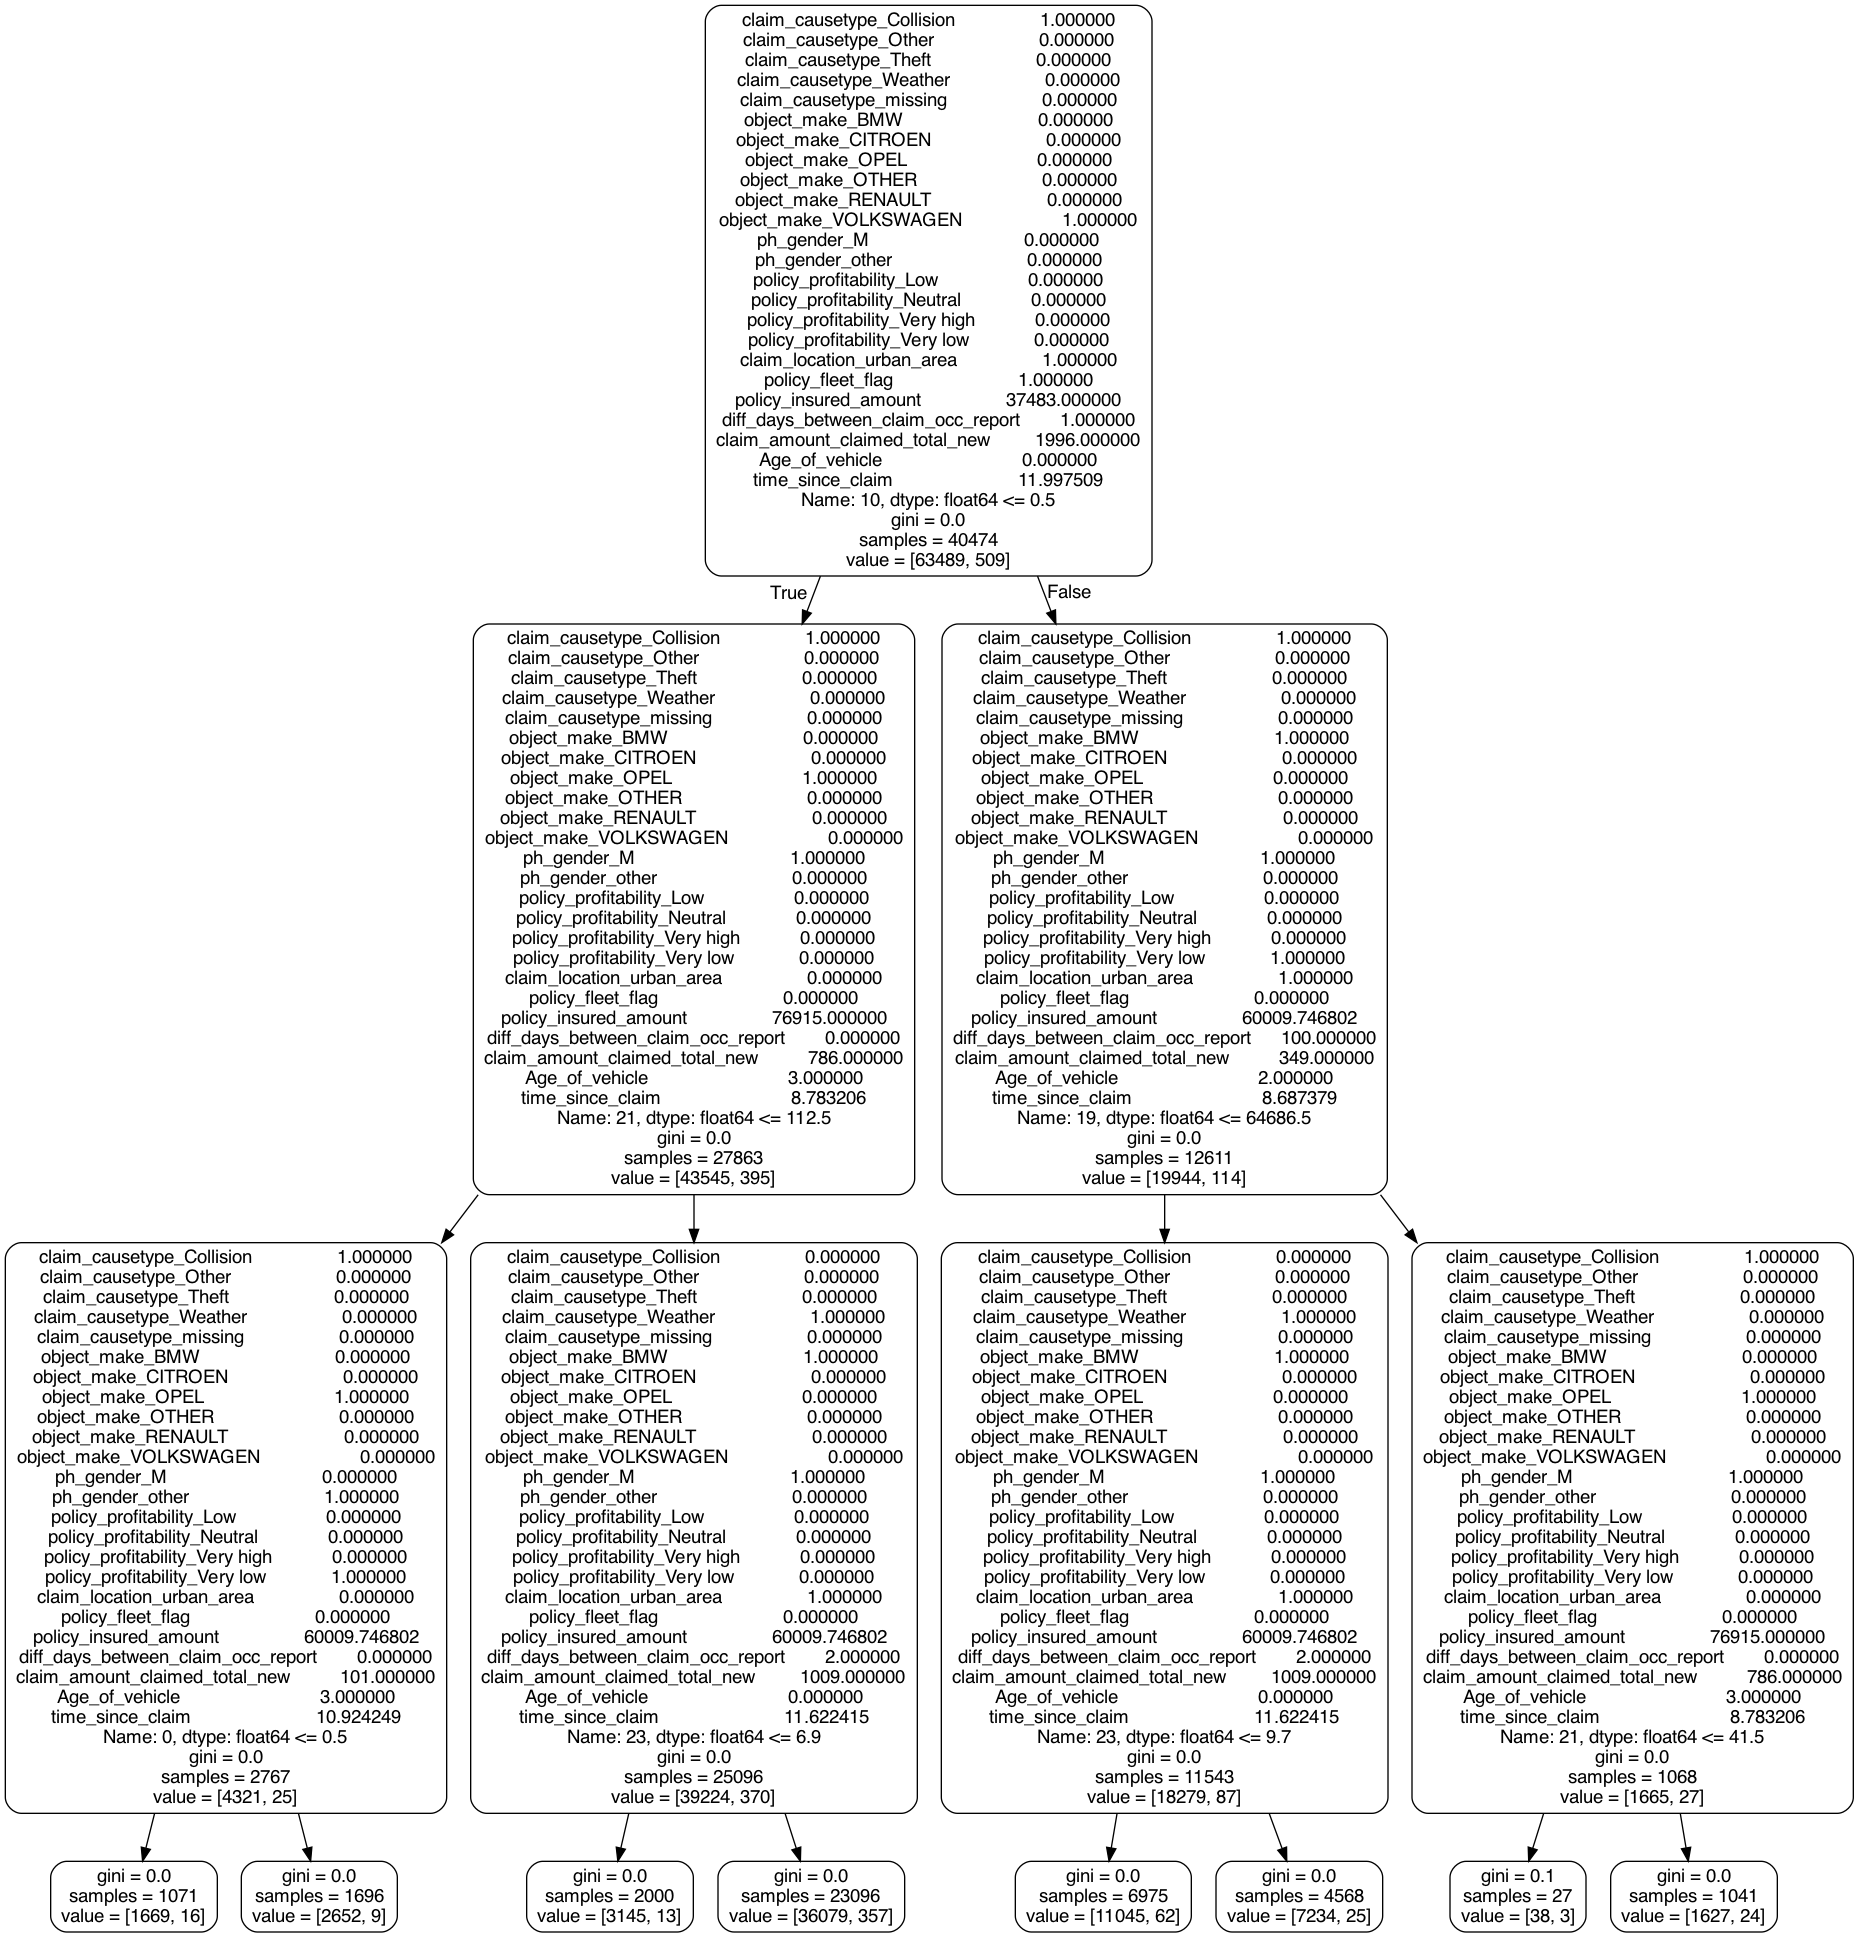 claim_causetype_Collision 1.000000
claim_causetype_Other 0.000000
claim_causetype_Theft 0.000000
claim_causetype_Weather 0.000000
claim_causetype_missing 0.000000
object_make_BMW 0.000000
object_make_CITROEN 0.000000
object_make_OPEL 0.000000
object_make_OTHER 0.000000
object_make_RENAULT 0.000000
object_make_VOLKSWAGEN 1.000000
ph_gender_M 0.000000
ph_gender_other 0.000000
policy_profitability_Low 0.000000
policy_profitability_Neutral 0.000000
policy_profitability_Very high 0.000000
policy_profitability_Very low 0.000000
claim_location_urban_area 1.000000
policy_fleet_flag 1.000000
policy_insured_amount 37483.000000
diff_days_between_claim_occ_report 1.000000
claim_amount_claimed_total_new 1996.000000
Age_of_vehicle 0.000000
time_since_claim 11.997509
Name: 10, dtype: float64 <= 0.5
gini = 0.0
samples = 40474
value = [63489, 509]
True
False
claim_causetype_Collision 1.000000
claim_causetype_Other 0.000000
claim_causetype_Theft 0.000000
claim_causetype_Weather 0.000000
claim_causetype_missing 0.000000
object_make_BMW 0.000000
object_make_CITROEN 0.000000
object_make_OPEL 1.000000
object_make_OTHER 0.000000
object_make_RENAULT 0.000000
object_make_VOLKSWAGEN 0.000000
ph_gender_M 1.000000
ph_gender_other 0.000000
policy_profitability_Low 0.000000
policy_profitability_Neutral 0.000000
policy_profitability_Very high 0.000000
policy_profitability_Very low 0.000000
claim_location_urban_area 0.000000
policy_fleet_flag 0.000000
policy_insured_amount 76915.000000
diff_days_between_claim_occ_report 0.000000
claim_amount_claimed_total_new 786.000000
Age_of_vehicle 3.000000
time_since_claim 8.783206
Name: 21, dtype: float64 <= 112.5
gini = 0.0
samples = 27863
value = [43545, 395]
claim_causetype_Collision 1.000000
claim_causetype_Other 0.000000
claim_causetype_Theft 0.000000
claim_causetype_Weather 0.000000
claim_causetype_missing 0.000000
object_make_BMW 1.000000
object_make_CITROEN 0.000000
object_make_OPEL 0.000000
object_make_OTHER 0.000000
object_make_RENAULT 0.000000
object_make_VOLKSWAGEN 0.000000
ph_gender_M 1.000000
ph_gender_other 0.000000
policy_profitability_Low 0.000000
policy_profitability_Neutral 0.000000
policy_profitability_Very high 0.000000
policy_profitability_Very low 1.000000
claim_location_urban_area 1.000000
policy_fleet_flag 0.000000
policy_insured_amount 60009.746802
diff_days_between_claim_occ_report 100.000000
claim_amount_claimed_total_new 349.000000
Age_of_vehicle 2.000000
time_since_claim 8.687379
Name: 19, dtype: float64 <= 64686.5
gini = 0.0
samples = 12611
value = [19944, 114]
claim_causetype_Collision 1.000000
claim_causetype_Other 0.000000
claim_causetype_Theft 0.000000
claim_causetype_Weather 0.000000
claim_causetype_missing 0.000000
object_make_BMW 0.000000
object_make_CITROEN 0.000000
object_make_OPEL 1.000000
object_make_OTHER 0.000000
object_make_RENAULT 0.000000
object_make_VOLKSWAGEN 0.000000
ph_gender_M 0.000000
ph_gender_other 1.000000
policy_profitability_Low 0.000000
policy_profitability_Neutral 0.000000
policy_profitability_Very high 0.000000
policy_profitability_Very low 1.000000
claim_location_urban_area 0.000000
policy_fleet_flag 0.000000
policy_insured_amount 60009.746802
diff_days_between_claim_occ_report 0.000000
claim_amount_claimed_total_new 101.000000
Age_of_vehicle 3.000000
time_since_claim 10.924249
Name: 0, dtype: float64 <= 0.5
gini = 0.0
samples = 2767
value = [4321, 25]
claim_causetype_Collision 0.000000
claim_causetype_Other 0.000000
claim_causetype_Theft 0.000000
claim_causetype_Weather 1.000000
claim_causetype_missing 0.000000
object_make_BMW 1.000000
object_make_CITROEN 0.000000
object_make_OPEL 0.000000
object_make_OTHER 0.000000
object_make_RENAULT 0.000000
object_make_VOLKSWAGEN 0.000000
ph_gender_M 1.000000
ph_gender_other 0.000000
policy_profitability_Low 0.000000
policy_profitability_Neutral 0.000000
policy_profitability_Very high 0.000000
policy_profitability_Very low 0.000000
claim_location_urban_area 1.000000
policy_fleet_flag 0.000000
policy_insured_amount 60009.746802
diff_days_between_claim_occ_report 2.000000
claim_amount_claimed_total_new 1009.000000
Age_of_vehicle 0.000000
time_since_claim 11.622415
Name: 23, dtype: float64 <= 6.9
gini = 0.0
samples = 25096
value = [39224, 370]
claim_causetype_Collision 0.000000
claim_causetype_Other 0.000000
claim_causetype_Theft 0.000000
claim_causetype_Weather 1.000000
claim_causetype_missing 0.000000
object_make_BMW 1.000000
object_make_CITROEN 0.000000
object_make_OPEL 0.000000
object_make_OTHER 0.000000
object_make_RENAULT 0.000000
object_make_VOLKSWAGEN 0.000000
ph_gender_M 1.000000
ph_gender_other 0.000000
policy_profitability_Low 0.000000
policy_profitability_Neutral 0.000000
policy_profitability_Very high 0.000000
policy_profitability_Very low 0.000000
claim_location_urban_area 1.000000
policy_fleet_flag 0.000000
policy_insured_amount 60009.746802
diff_days_between_claim_occ_report 2.000000
claim_amount_claimed_total_new 1009.000000
Age_of_vehicle 0.000000
time_since_claim 11.622415
Name: 23, dtype: float64 <= 9.7
gini = 0.0
samples = 11543
value = [18279, 87]
claim_causetype_Collision 1.000000
claim_causetype_Other 0.000000
claim_causetype_Theft 0.000000
claim_causetype_Weather 0.000000
claim_causetype_missing 0.000000
object_make_BMW 0.000000
object_make_CITROEN 0.000000
object_make_OPEL 1.000000
object_make_OTHER 0.000000
object_make_RENAULT 0.000000
object_make_VOLKSWAGEN 0.000000
ph_gender_M 1.000000
ph_gender_other 0.000000
policy_profitability_Low 0.000000
policy_profitability_Neutral 0.000000
policy_profitability_Very high 0.000000
policy_profitability_Very low 0.000000
claim_location_urban_area 0.000000
policy_fleet_flag 0.000000
policy_insured_amount 76915.000000
diff_days_between_claim_occ_report 0.000000
claim_amount_claimed_total_new 786.000000
Age_of_vehicle 3.000000
time_since_claim 8.783206
Name: 21, dtype: float64 <= 41.5
gini = 0.0
samples = 1068
value = [1665, 27]
gini = 0.0
samples = 1071
value = [1669, 16]
gini = 0.0
samples = 1696
value = [2652, 9]
gini = 0.0
samples = 2000
value = [3145, 13]
gini = 0.0
samples = 23096
value = [36079, 357]
gini = 0.0
samples = 6975
value = [11045, 62]
gini = 0.0
samples = 4568
value = [7234, 25]
gini = 0.1
samples = 27
value = [38, 3]
gini = 0.0
samples = 1041
value = [1627, 24]